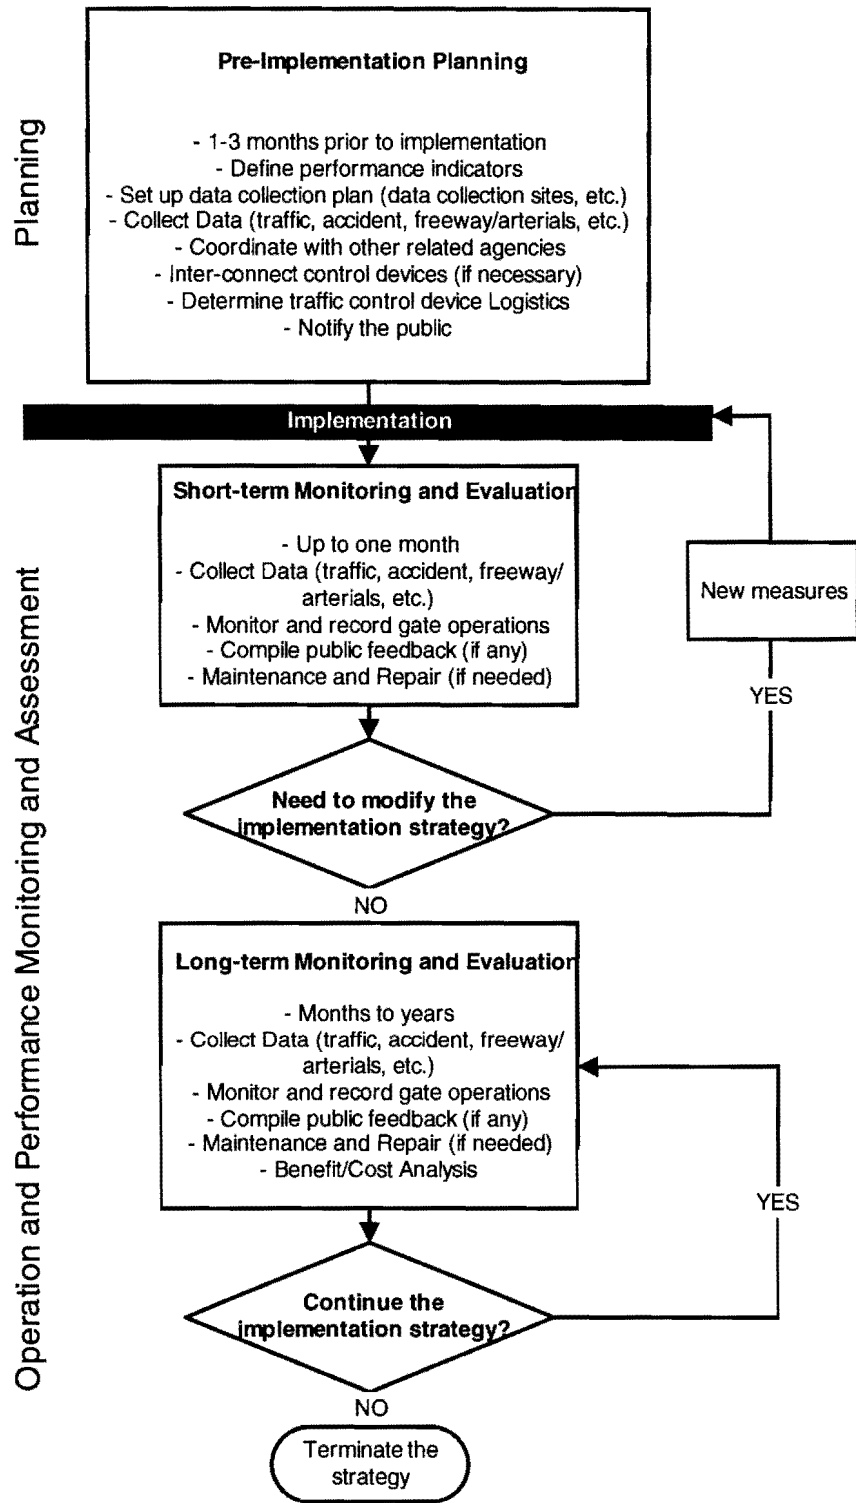 Planning
Pre-Implementation Planning
- 1-3 months prior to implementation
- Define performance indicators
- Set up data collection plan (data collection sites, etc.)
- Collect Data (traffic, accident, freeway/arterials, etc.)
- Coordinate with other related agencies
- Inter-connect control devices (if necessary)
- Determine traffic control device Logistics
- Notify the public
Implementation
Operation and Performance Monitoring and Assessment
Short-term Monitoring and Evaluation
- Up to one month
- Collect Data (traffic, accident, freeway/
arterials, etc.)
- Monitor and record gate operations
- Compile public feedback (if any)
- Maintenance and Repair (if needed)
New measures
YES
Need to modify the
implementation strategy?
NO
Long-term Monitoring and Evaluation
- Months to years
- Collect Data (traffic, accident, freeway/
arterials, etc.)
- Monitor and record gate operations
- Compile public feedback (if any)
- Maintenance and Repair (if needed)
- Benefit/Cost Analysis
YES
Continue the
implementation strategy?
NO
Terminate the
strategy